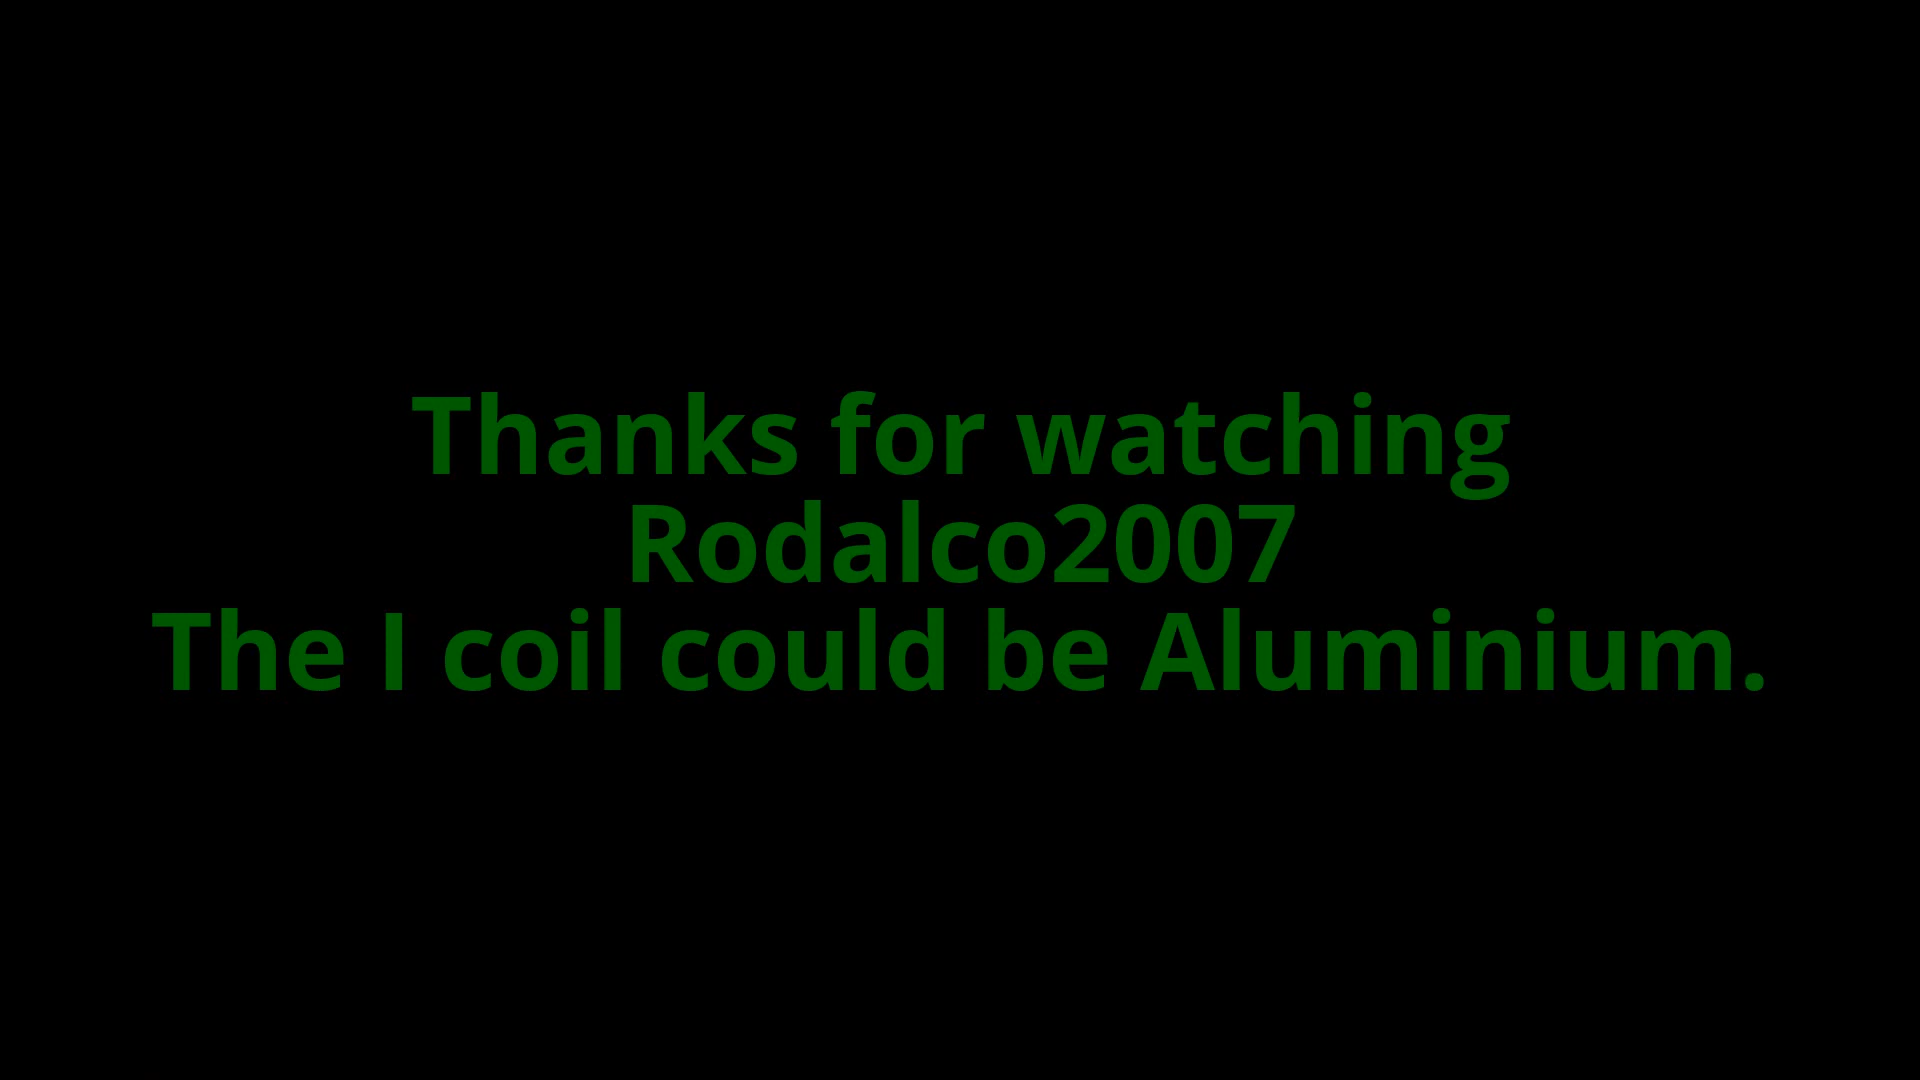 Thanks for watching
Rodalco2007
The I coil could be Aluminium.